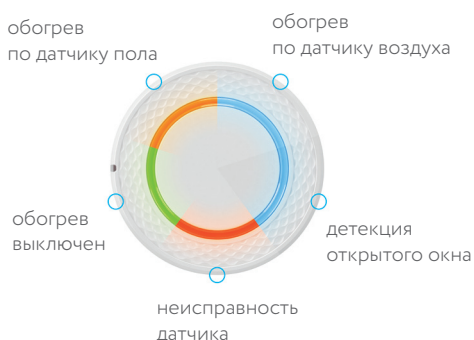 обогрев
по датчику пола
обогрев
по датчику воздуха
обогрев
выключен
детекция
открытого окна
неисправность
датчика